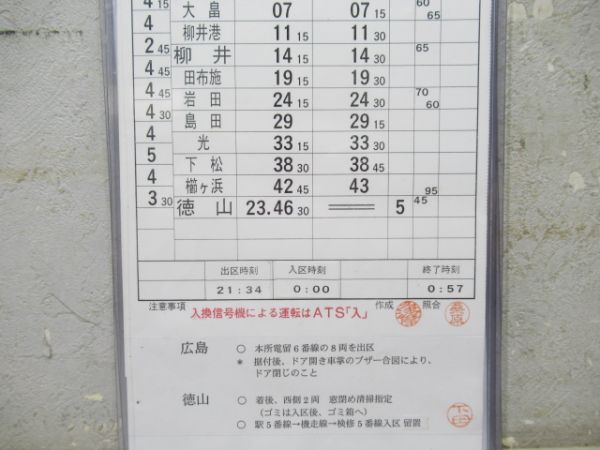 4 15
大畠 07 07 15 60 65
4
柳井港 11 11 30
2 45
柳井 14 15 14 30 65
4 45
田布施 19 15 19 30
4 45
岩田 24 15 24 30 70 60
4 30
島田 29 29 15
4
光 33 15 33 30
5
下松 38 30 38 45
4
櫛ヶ浜 42 45 43 95
3 30
徳山 23.46 30 5 45
出区時刻 入区時刻 終了時刻
21:34 0:00 0:57
注意事項 入換信号機による運転はATS「入」 作成 照合
広島 ○ 本所電留6番線の8両を出区
* 据付後、ドア開き車掌のブザー合図により、
ドア閉じのこと
徳山 ○ 着後、西側2両 窓閉め清掃指定
(ゴミは入区後、ゴミ箱へ)
○ 駅5番線→機走線→検修5番線入区 留置